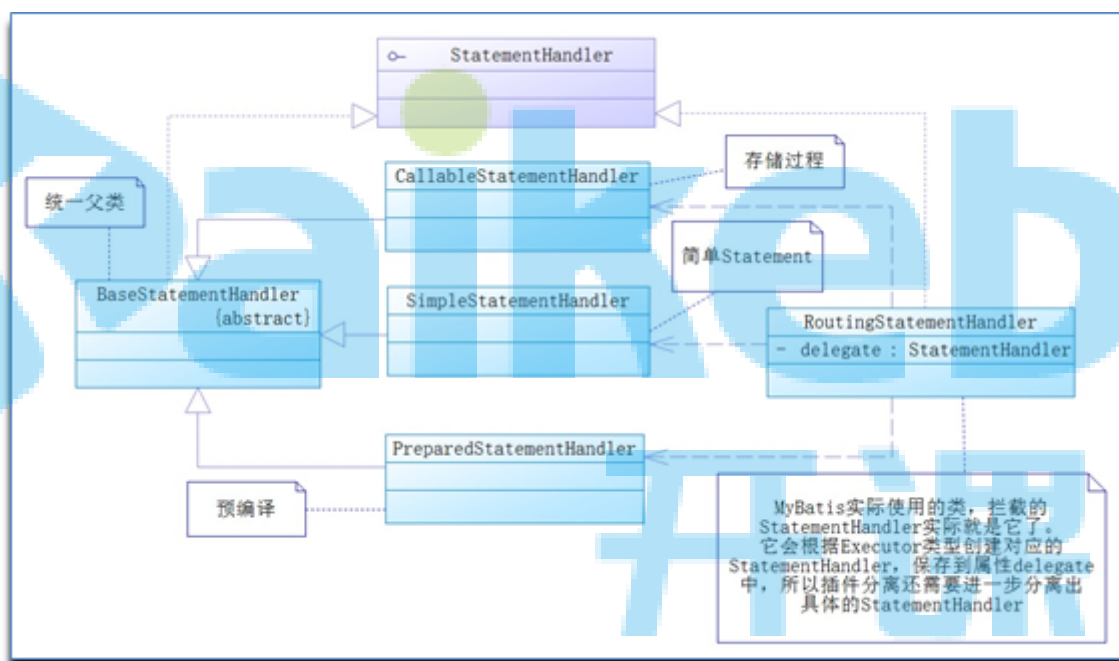 StatementHandler
CallableStatementHandler
存储过程
统一父类
简单Statement
BaseStatementHandler
{abstract}
SimpleStatementHandler
RoutingStatementHandler
- delegate : StatementHandler
PreparedStatementHandler
预编译
MyBatis实际使用的类，拦截的
StatementHandler实际就是它了。
它会根据Executor类型创建对应的
StatementHandler，保存到属性delegate
中，所以插件分离还需要进一步分离出
具体的StatementHandler
aikeb
开课